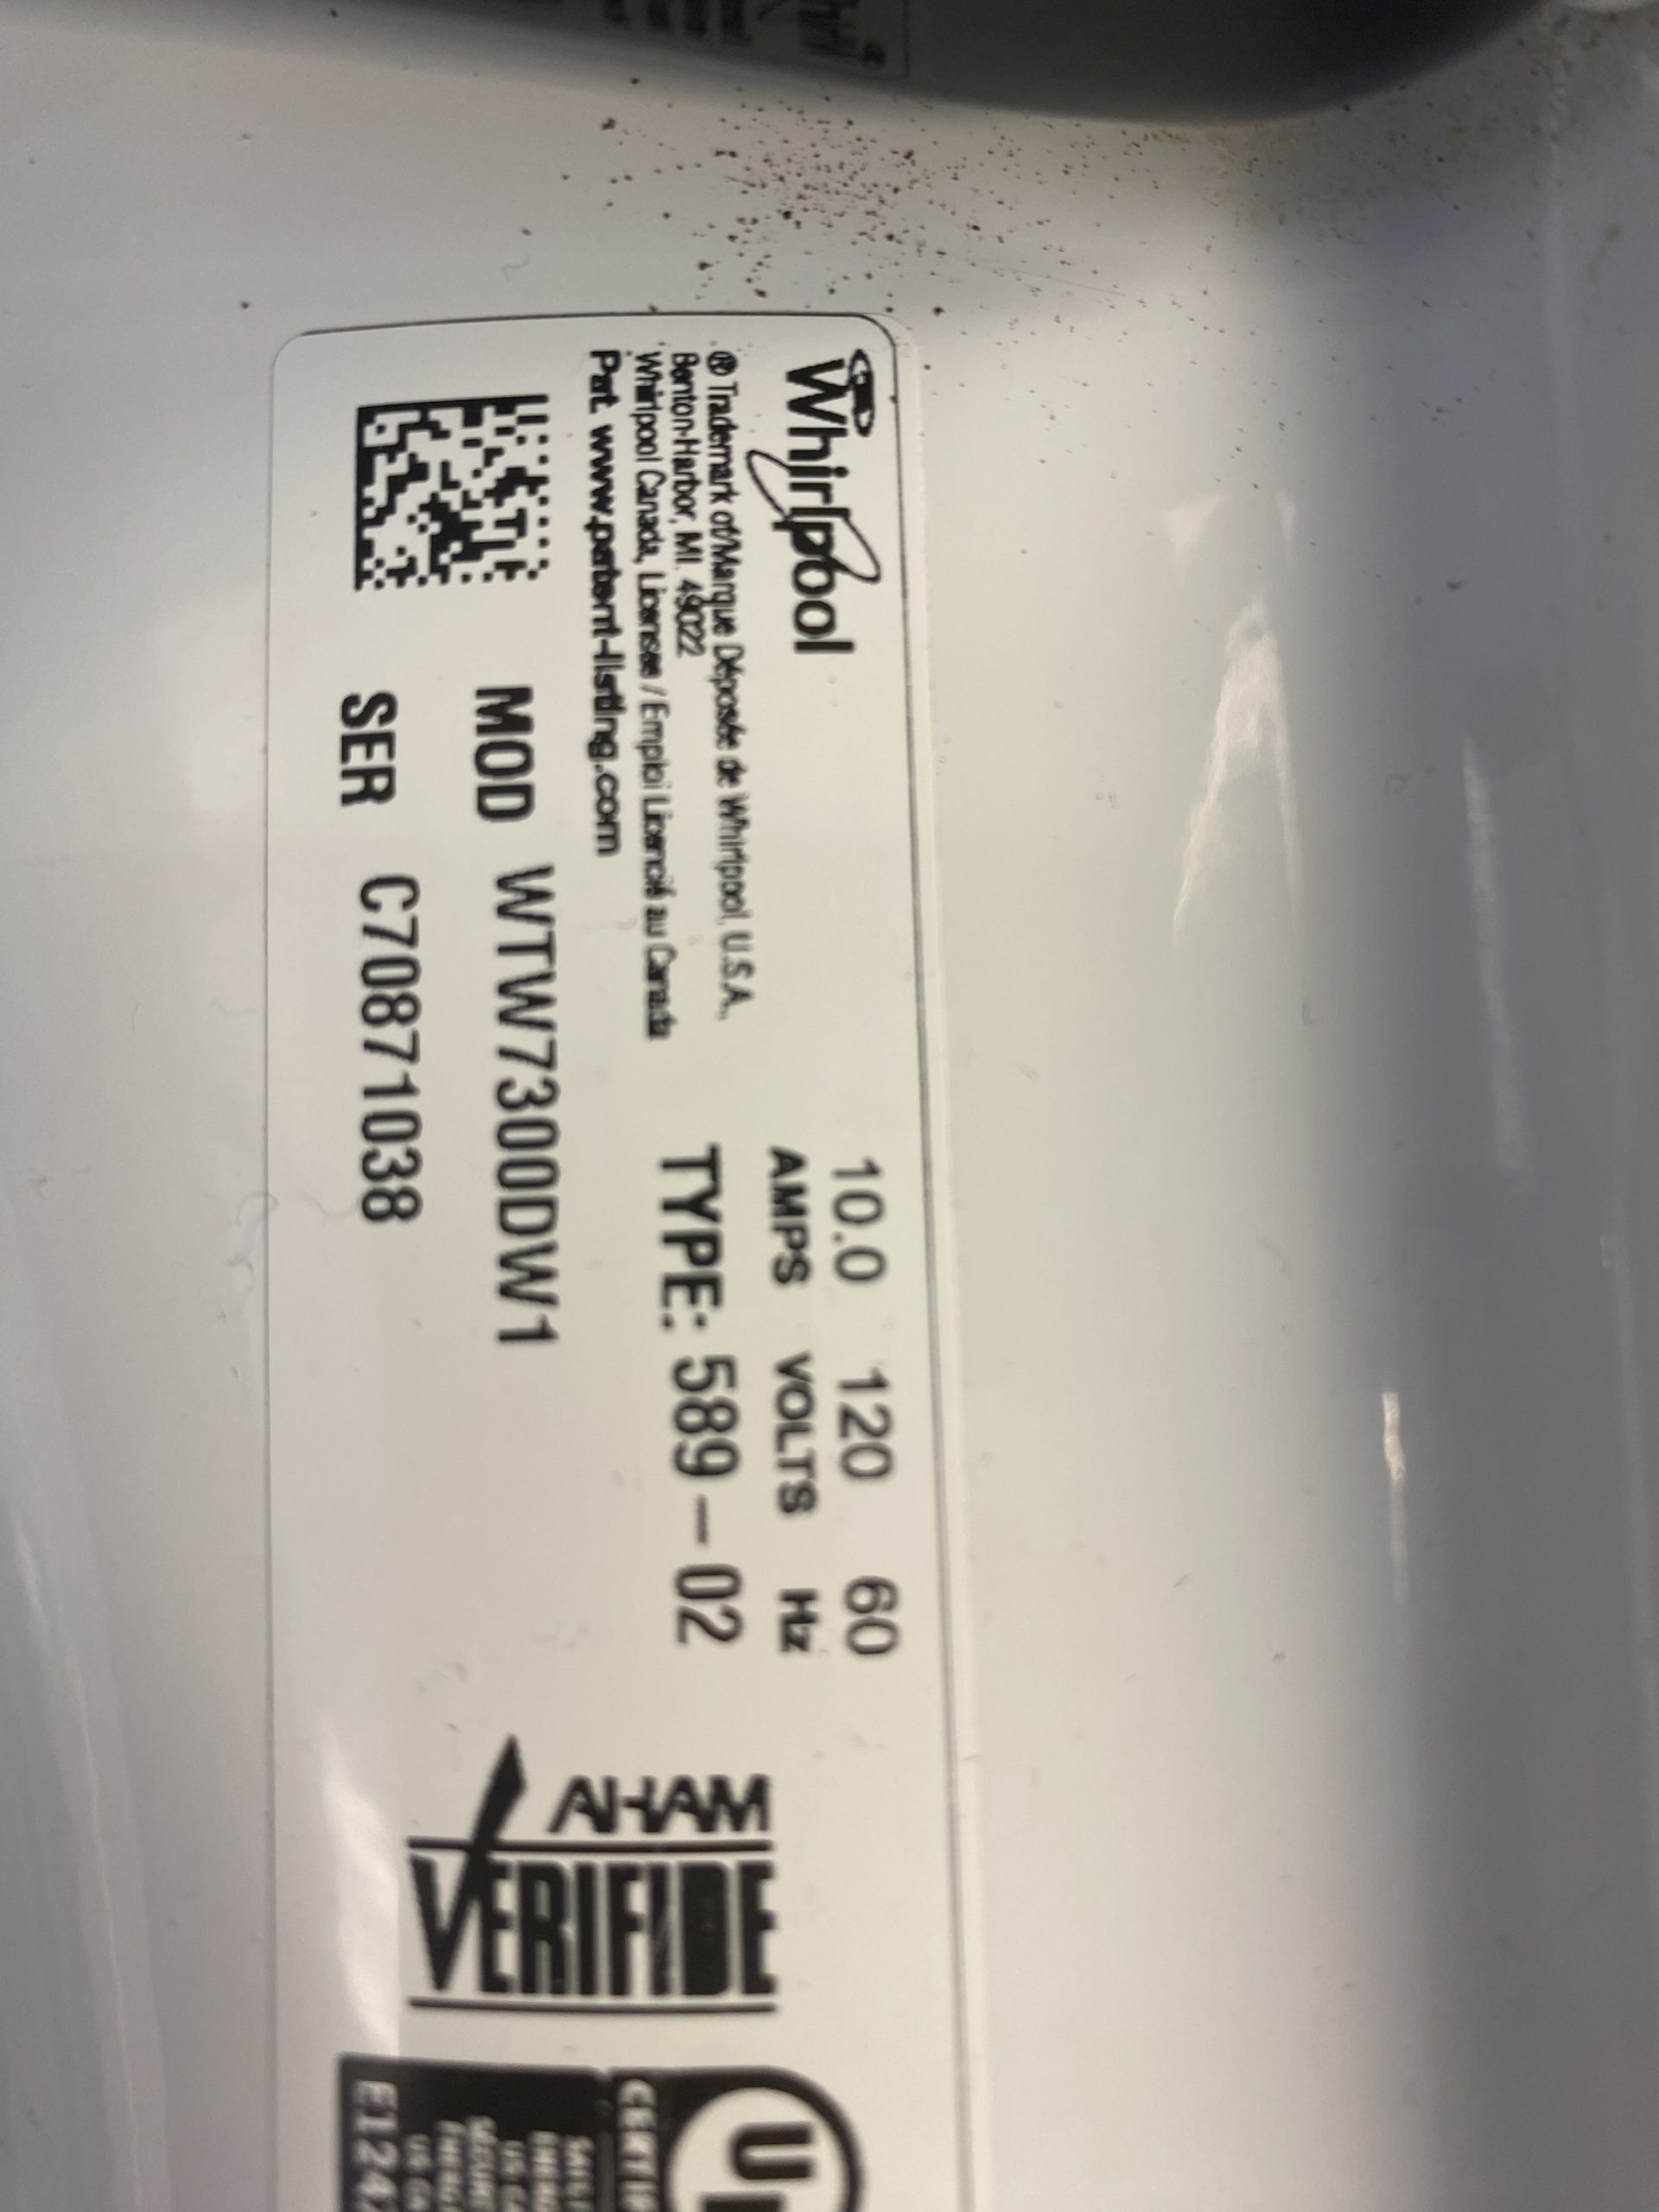 Whirlpool
® Trademark of/Marque Déposée de Whirlpool, U.S.A.,
Benton Harbor, MI. 49022
Whirlpool Canada, Licensee / Emploi Licencié au Canada
Pat. www.patent-listing.com
10.0 120 60
AMPS VOLTS Hz
TYPE: 589-02
MOD WTW7300DW1
SER C70871038
AHAM
VERIFIDE